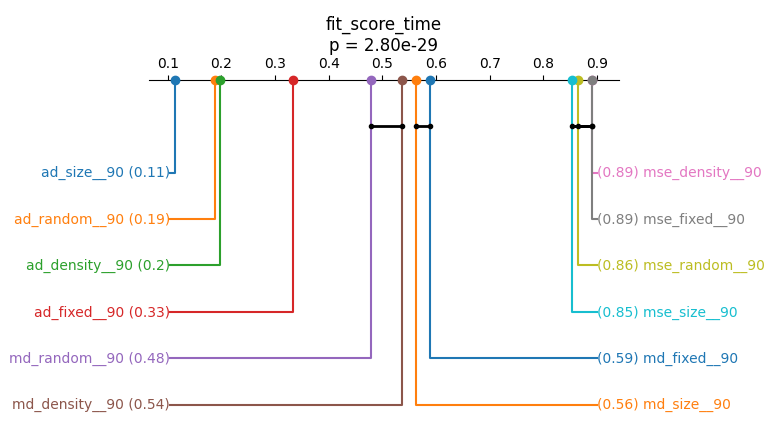 fit_score_time
p = 2.80e-29
0.1 0.2 0.3 0.4 0.5 0.6 0.7 0.8 0.9
ad_size__90 (0.11)
(0.89) mse_density__90
ad_random__90 (0.19)
(0.89) mse_fixed__90
ad_density__90 (0.2)
(0.86) mse_random__90
ad_fixed__90 (0.33)
(0.85) mse_size__90
md_random__90 (0.48)
(0.59) md_fixed__90
md_density__90 (0.54)
(0.56) md_size__90